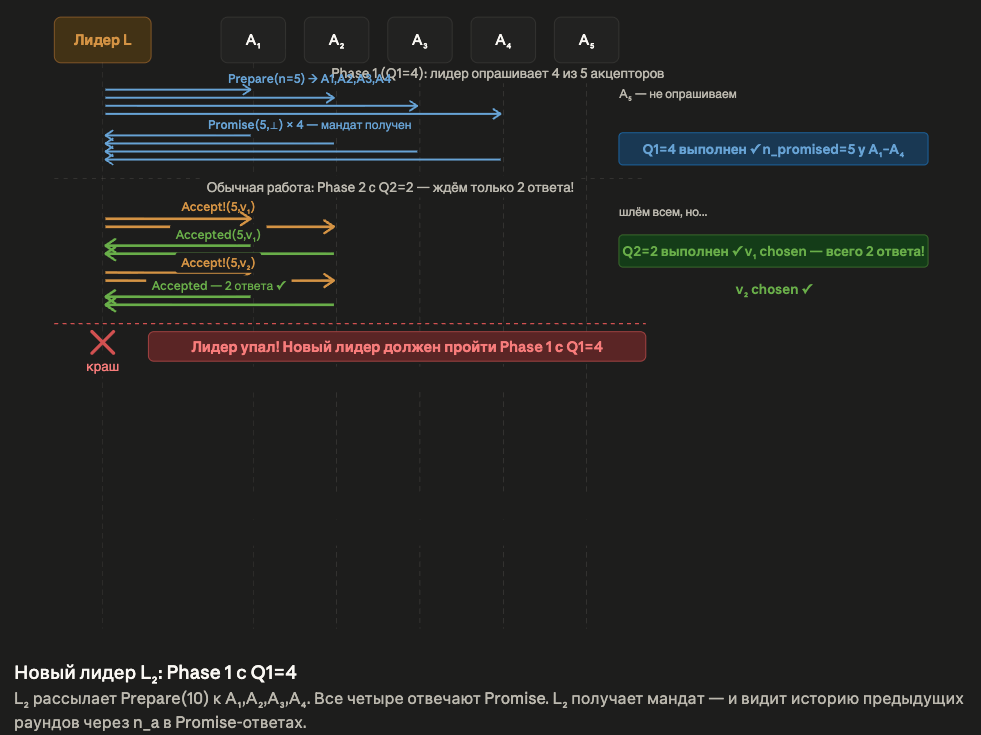 Лидер L
A₁
A₂
A₃
A₄
A₅
Phase 1 (Q1=4): лидер опрашивает 4 из 5 акцепторов
Prepare(n=5) → A1,A2,A3,A4
A₅ — не опрашиваем
Promise(5,⊥) × 4 — мандат получен
Q1=4 выполнен ✓ n_promised=5 у A₁–A₄
Обычная работа: Phase 2 с Q2=2 — ждём только 2 ответа!
Accept!(5,v₁)
шлём всем, но...
Accepted(5,v₁)
Q2=2 выполнен ✓ v₁ chosen — всего 2 ответа!
Accept!(5,v₂)
Accepted — 2 ответа ✓
v₂ chosen ✓
Лидер упал! Новый лидер должен пройти Phase 1 с Q1=4
краш
Новый лидер L₂: Phase 1 с Q1=4
L₂ рассылает Prepare(10) к A₁,A₂,A₃,A₄. Все четыре отвечают Promise. L₂ получает мандат — и видит историю предыдущих
раундов через n_a в Promise-ответах.